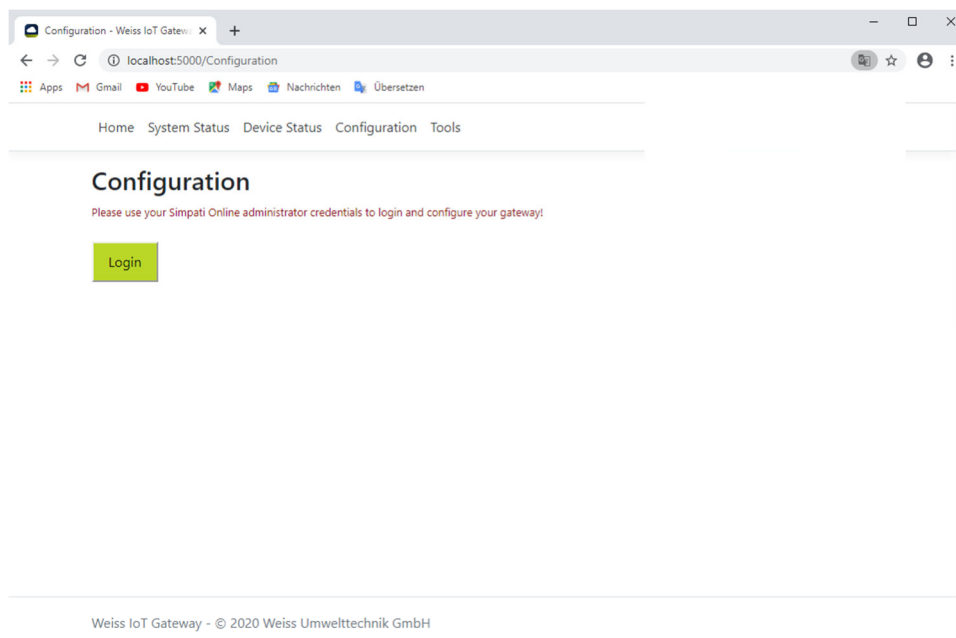 Configuration - Weiss IoT Gatew
localhost:5000/Configuration
Apps Gmail YouTube Maps Nachrichten Übersetzen
Home System Status Device Status Configuration Tools
Configuration
Please use your Simpati Online administrator credentials to login and configure your gateway!
Login
Weiss IoT Gateway - © 2020 Weiss Umwelttechnik GmbH